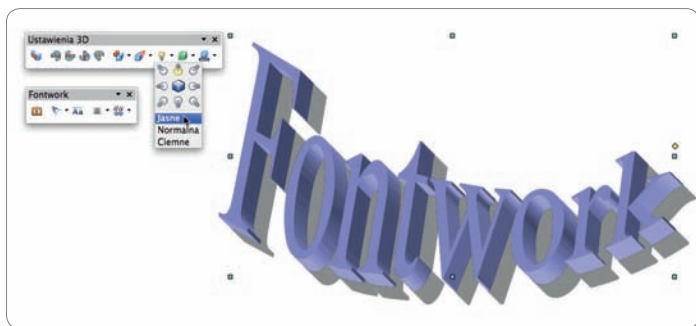 Ustawienia 3D
Fontwork
Jasne
Normalna
Ciemne
Fontwork